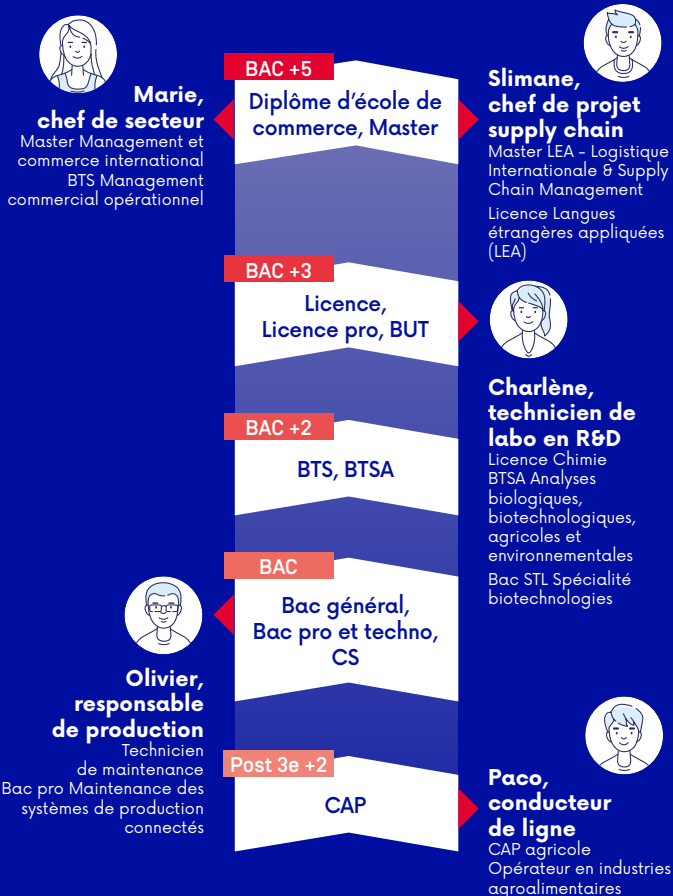 BAC +5
Diplôme d'école de
commerce, Master
Marie,
chef de secteur
Master Management et
commerce international
BTS Management
commercial opérationnel
Slimane,
chef de projet
supply chain
Master LEA - Logistique
Internationale & Supply
Chain Management
Licence Langues
étrangères appliquées
(LEA)
BAC +3
Licence,
Licence pro, BUT
Charlène,
technicien de
labo en R&D
Licence Chimie
BTSA Analyses
biologiques,
biotechnologiques,
agricoles et
environnementales
Bac STL Spécialité
biotechnologies
BAC +2
BTS, BTSA
BAC
Bac général,
Bac pro et techno,
CS
Olivier,
responsable
de production
Technicien
de maintenance
Bac pro Maintenance des
systèmes de production
connectés
Post 3e +2
CAP
Paco,
conducteur
de ligne
CAP agricole
Opérateur en industries
agroalimentaires